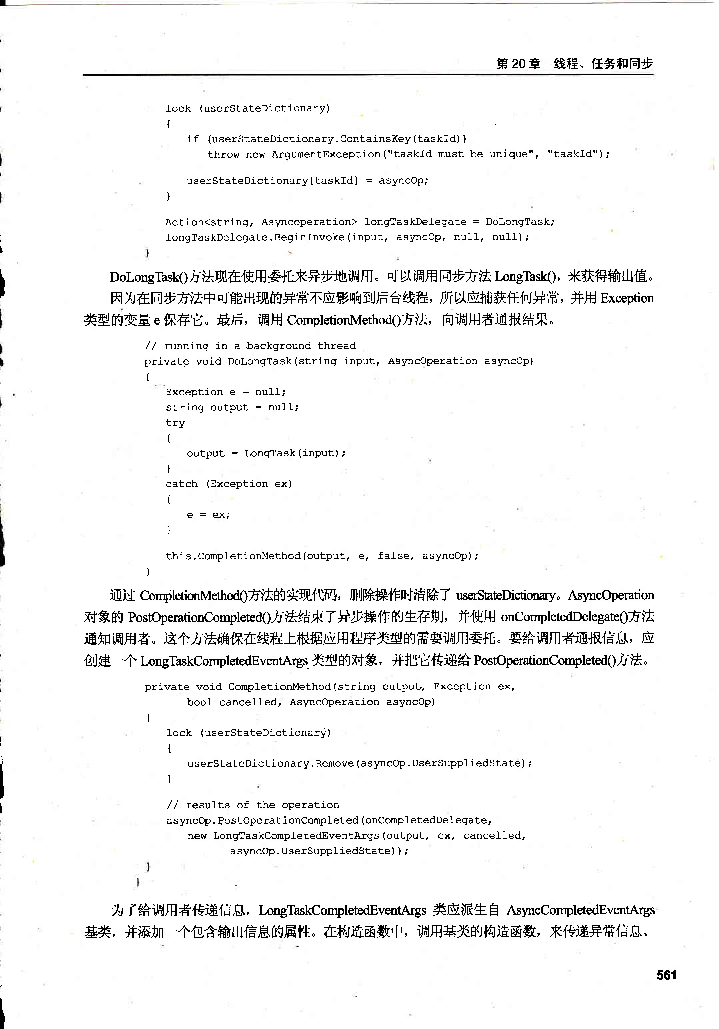 第 20 章 线程、任务和同步
lock (userStateDictionary)
{
if (userStateDictionary.ContainsKey(taskId))
throw new ArgumentException("taskId must be unique", "taskId");
userStateDictionary[taskId] = asyncOp;
}
Action<string, AsyncOperation> longTaskDelegate = DoLongTask;
longTaskDelegate.BeginInvoke(input, asyncOp, null, null);
}
DoLongTask()方法现在使用委托来异步地调用。可以调用同步方法 LongTask()，来获得输出值。
因为在同步方法中可能出现的异常不应影响到后台线程，所以应捕获任何异常，并用 Exception
类型的变量 e 保存它。最后，调用 CompletionMethod()方法，向调用者通报结果。
// running in a background thread
private void DoLongTask(string input, AsyncOperation asyncOp)
{
Exception e = null;
string output = null;
try
{
output = LongTask(input);
}
catch (Exception ex)
{
e = ex;
}
this.CompletionMethod(output, e, false, asyncOp);
}
通过 CompletionMethod()方法的实现代码，删除操作时清除了 userStateDictionary。AsyncOperation
对象的 PostOperationCompleted()方法结束了异步操作的生存期，并使用 onCompletedDelegate()方法
通知调用者。这个方法确保在线程上根据应用程序类型的需要调用委托。要给调用者通报信息，应
创建一个 LongTaskCompletedEventArgs 类型的对象，并把它传递给 PostOperationCompleted()方法。
private void CompletionMethod(string output, Exception ex,
bool cancelled, AsyncOperation asyncOp)
{
lock (userStateDictionary)
{
userStateDictionary.Remove(asyncOp.UserSuppliedState);
}
// results of the operation
asyncOp.PostOperationCompleted(onCompletedDelegate,
new LongTaskCompletedEventArgs(output, ex, cancelled,
asyncOp.UserSuppliedState));
}
}
为了给调用者传递信息，LongTaskCompletedEventArgs 类应派生自 AsyncCompletedEventArgs
基类，并添加一个包含输出信息的属性。在构造函数中，调用基类的构造函数，来传递异常信息、
561